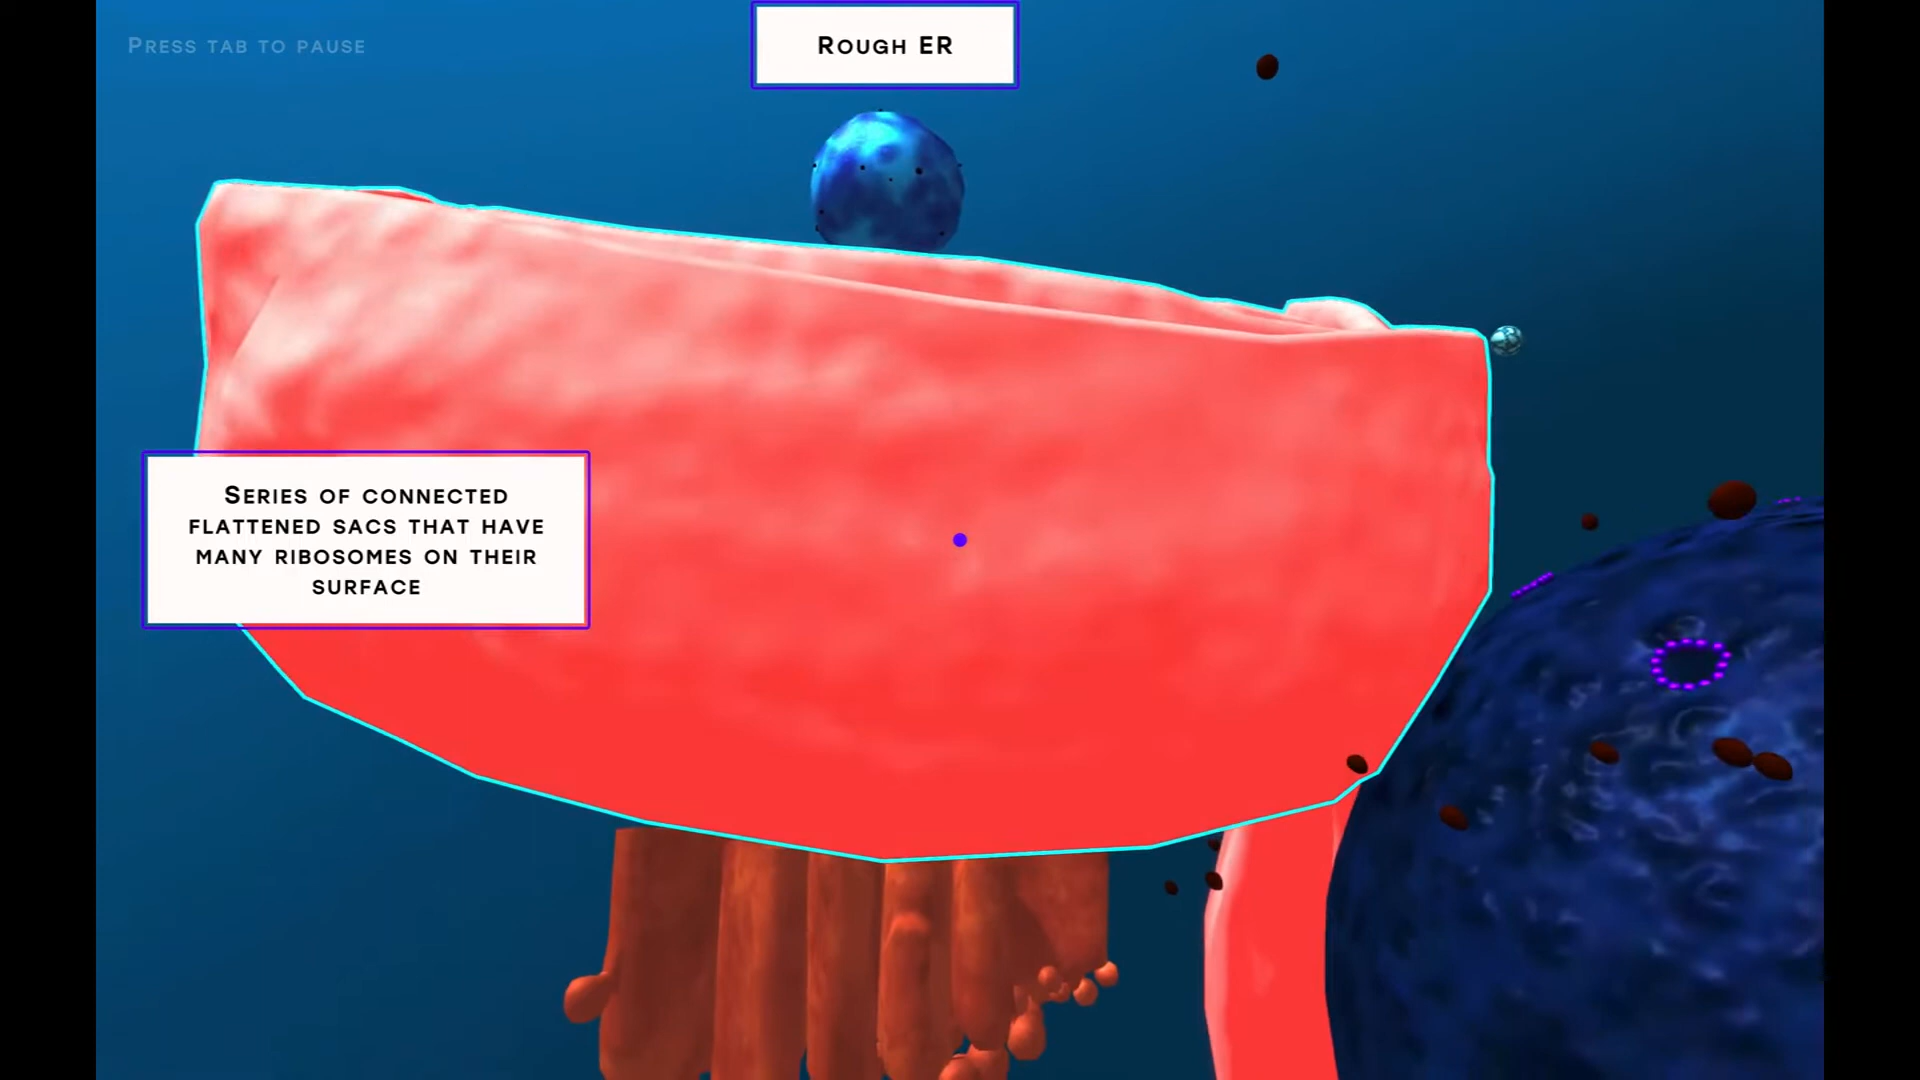 Press tab to pause
Rough ER
Series of connected
flattened sacs that have
many ribosomes on their
surface